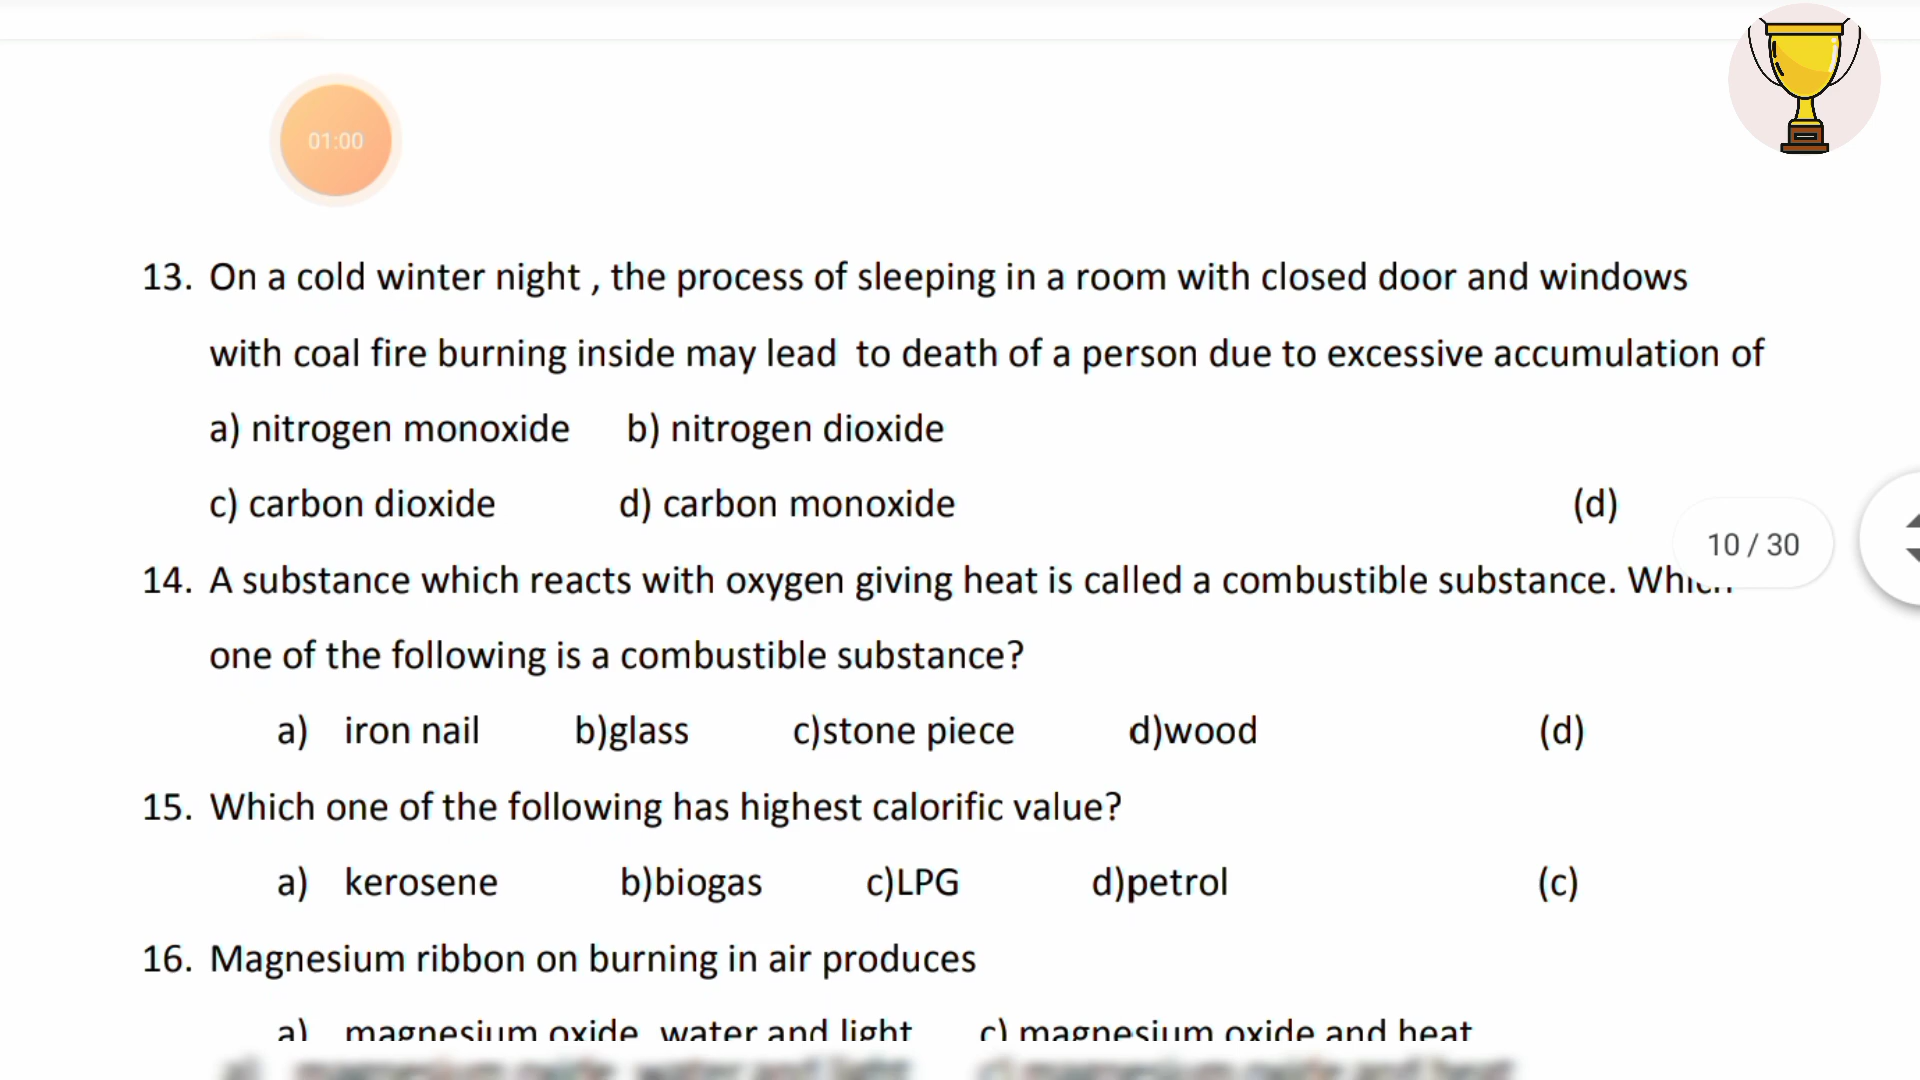 01:00
13. On a cold winter night , the process of sleeping in a room with closed door and windows
with coal fire burning inside may lead to death of a person due to excessive accumulation of
a) nitrogen monoxide b) nitrogen dioxide
c) carbon dioxide d) carbon monoxide (d)
10 / 30
14. A substance which reacts with oxygen giving heat is called a combustible substance. Which
one of the following is a combustible substance?
a) iron nail b)glass c)stone piece d)wood (d)
15. Which one of the following has highest calorific value?
a) kerosene b)biogas c)LPG d)petrol (c)
16. Magnesium ribbon on burning in air produces
a) magnesium oxide, water and light c) magnesium oxide and heat